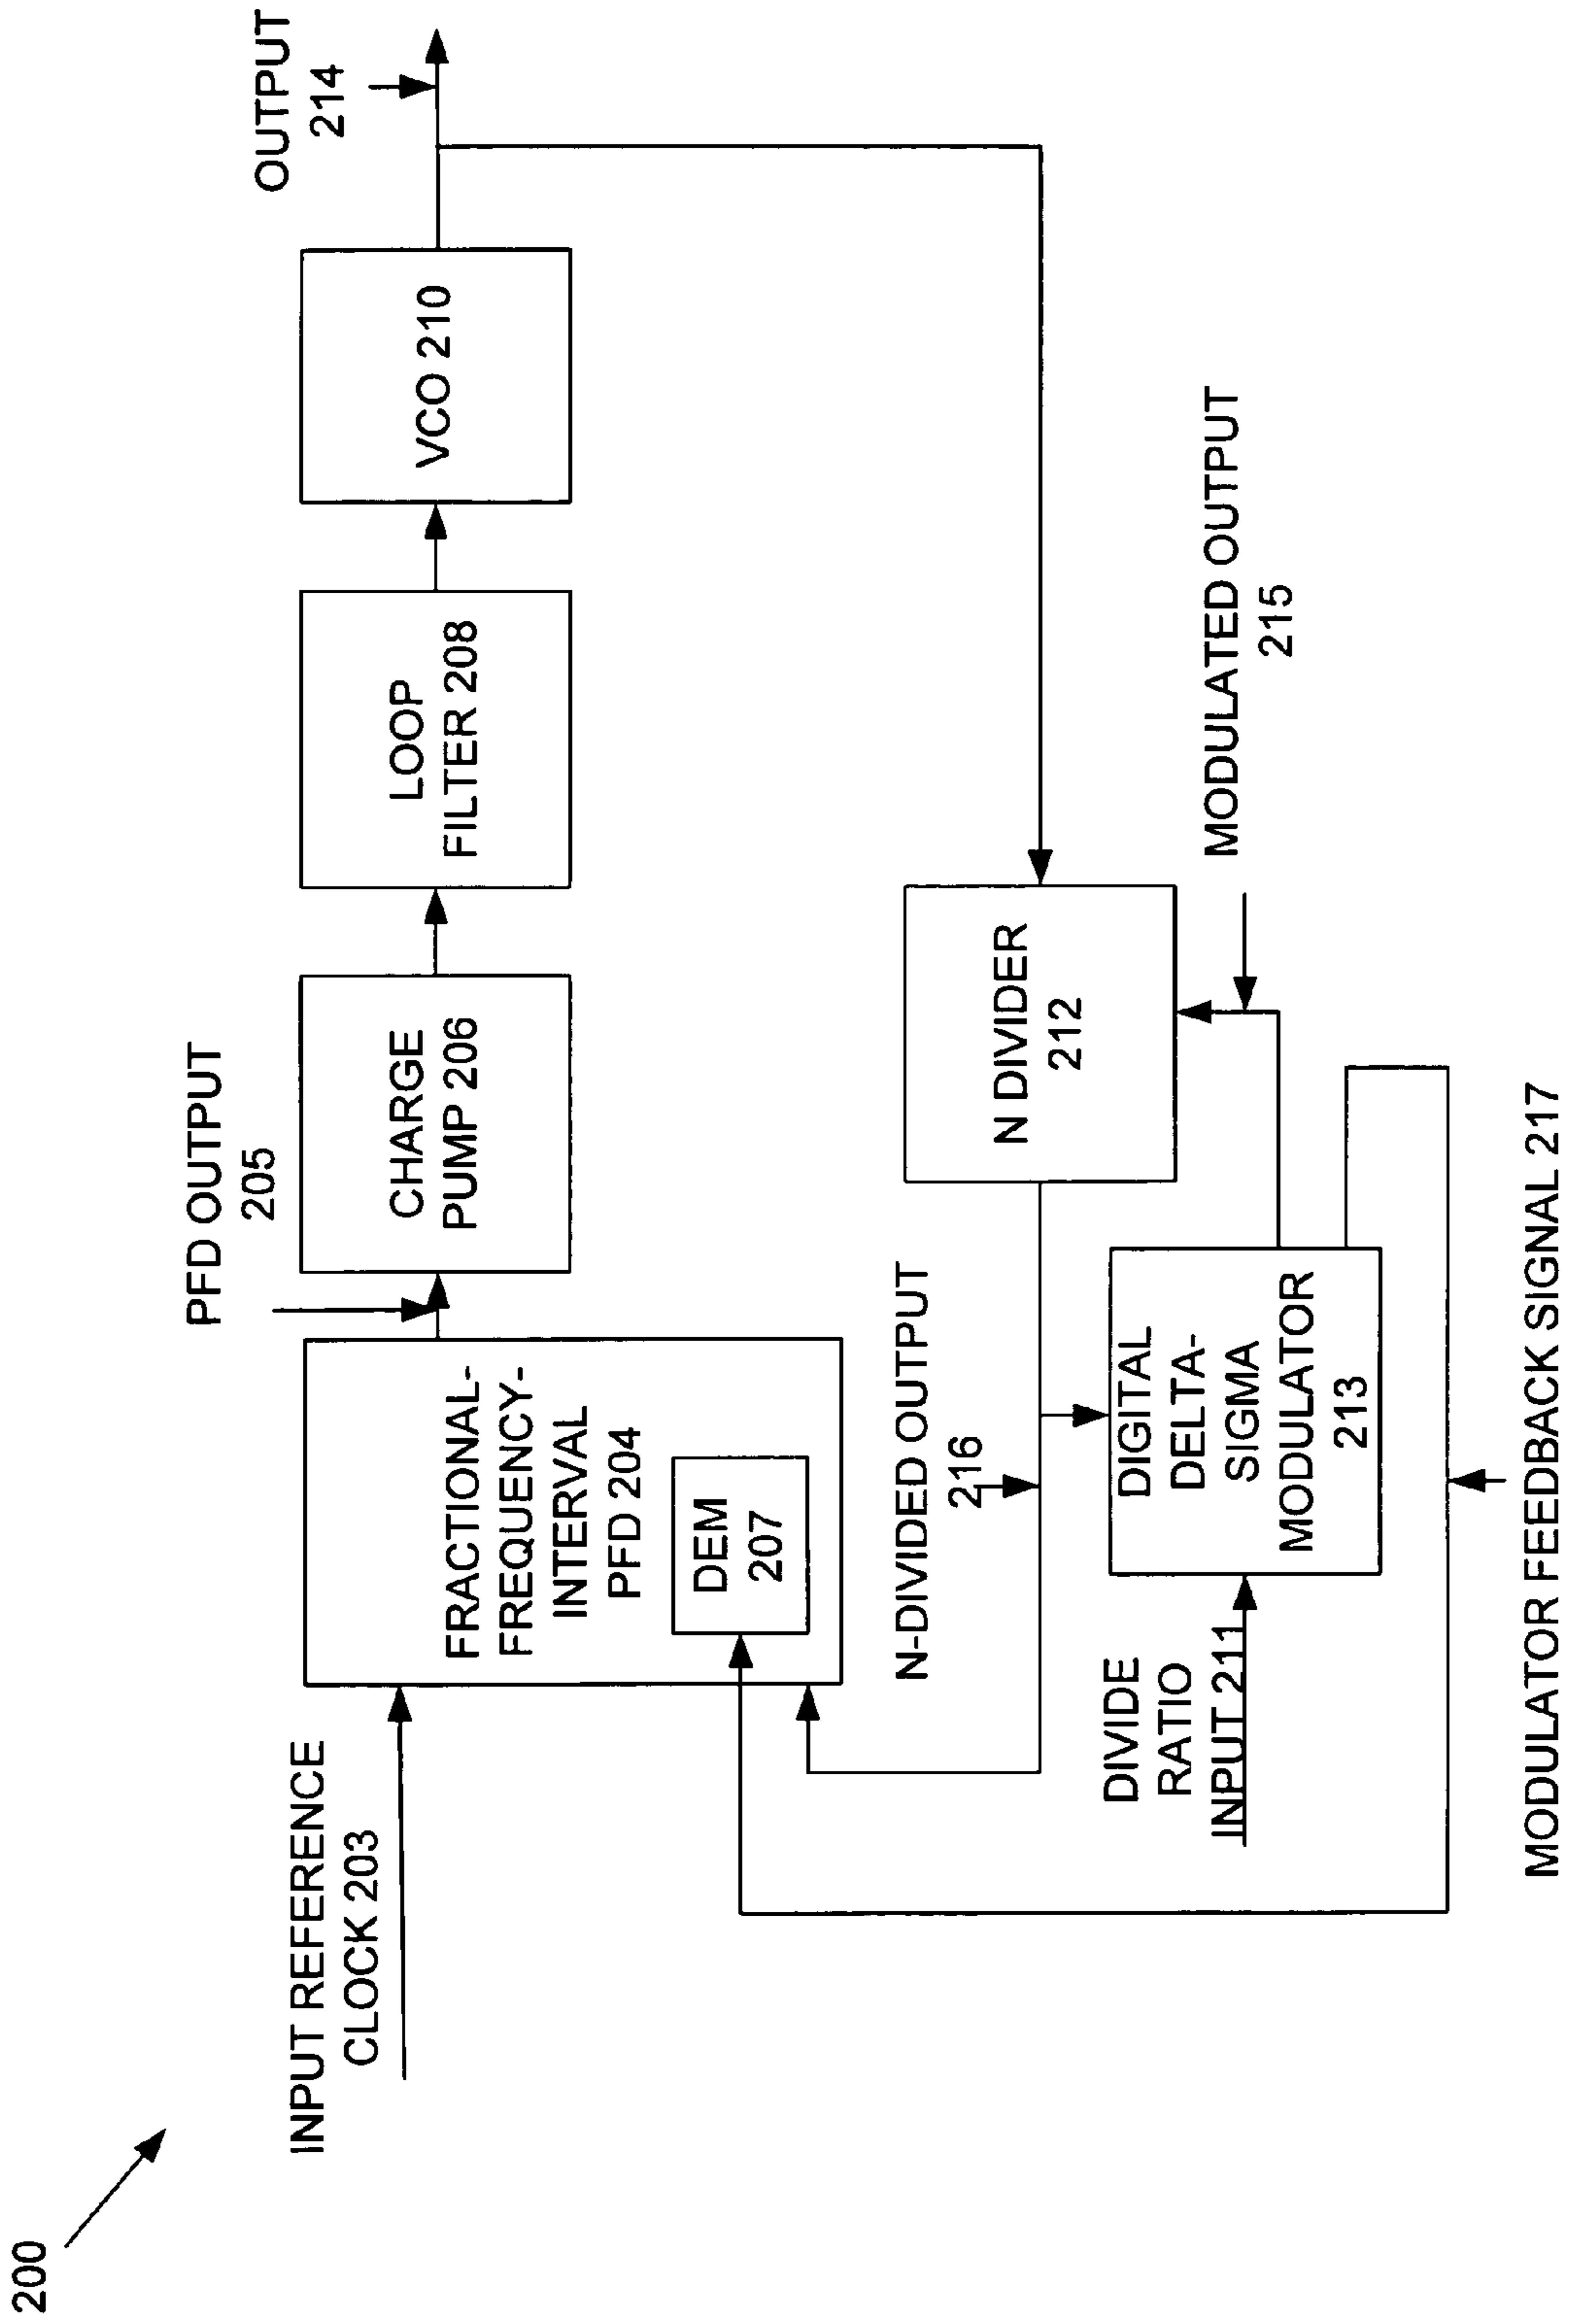 200
INPUT REFERENCE
CLOCK 203
FRACTIONAL-
FREQUENCY-
INTERVAL
PFD 204
DEM
207
PFD OUTPUT
205
CHARGE
PUMP 206
LOOP
FILTER 208
VCO 210
OUTPUT
214
N-DIVIDED OUTPUT
216
N DIVIDER
212
DIVIDE
RATIO
INPUT 211
DIGITAL
DELTA-
SIGMA
MODULATOR
213
MODULATED OUTPUT
215
MODULATOR FEEDBACK SIGNAL 217